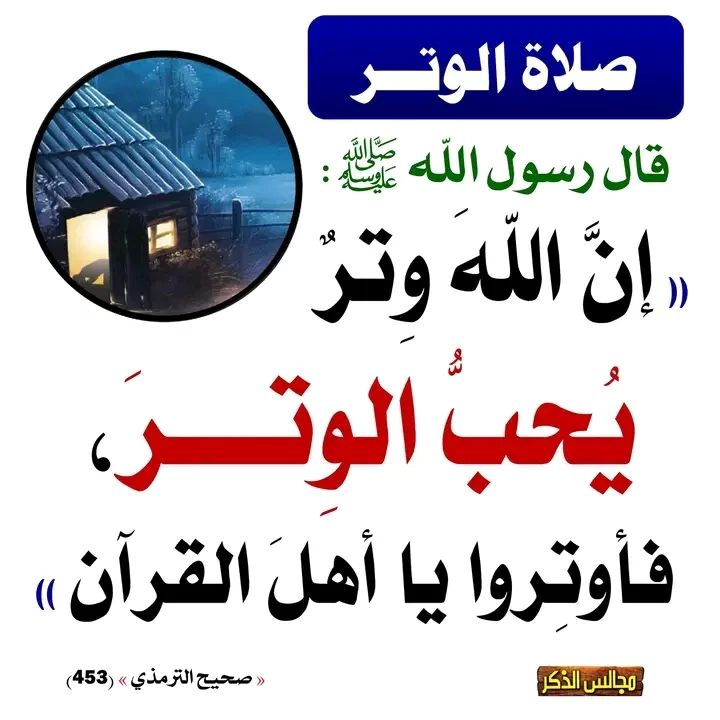 صلاة الوتـر
قال رسول الله ﷺ :
(( إنَّ اللّهَ وِترٌ
يُحبُّ الوِتـرَ،
فأوتِروا يا أهلَ القرآن ))
« صحيح الترمذي » (453)
مجالس الذكر